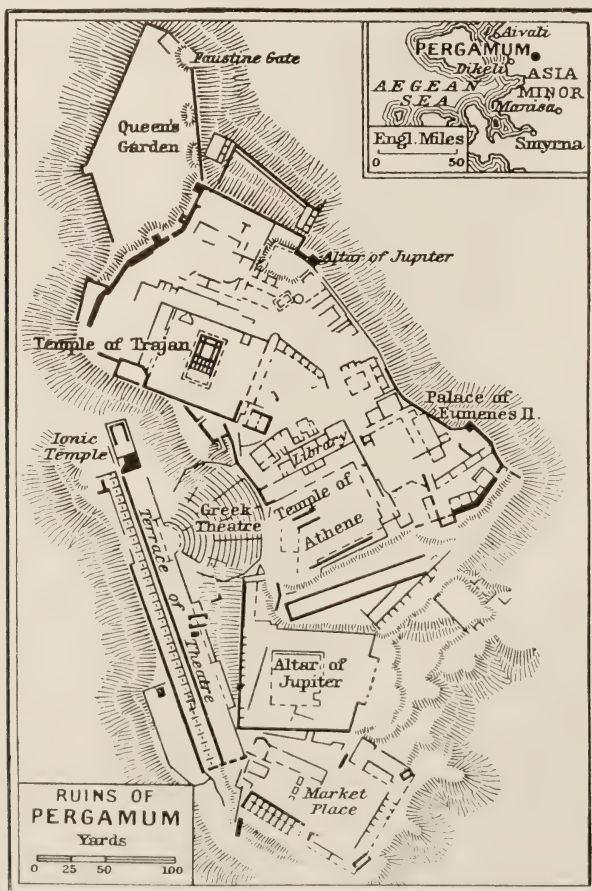 Faustine Gate
Queen's
Garden
Aivali
PERGAMUM
Dikeli
ASIA
MINOR
AEGEAN
SEA
Manisa
Smyrna
Engl. Miles
0 50
Altar of Jupiter
Temple of Trajan
Palace of
Eumenes II.
Ionic
Temple
Library
Greek
Theatre
Temple of
Athene
Terrace of Theatre
Altar of
Jupiter
Market
Place
RUINS OF
PERGAMUM
Yards
0 25 50 100